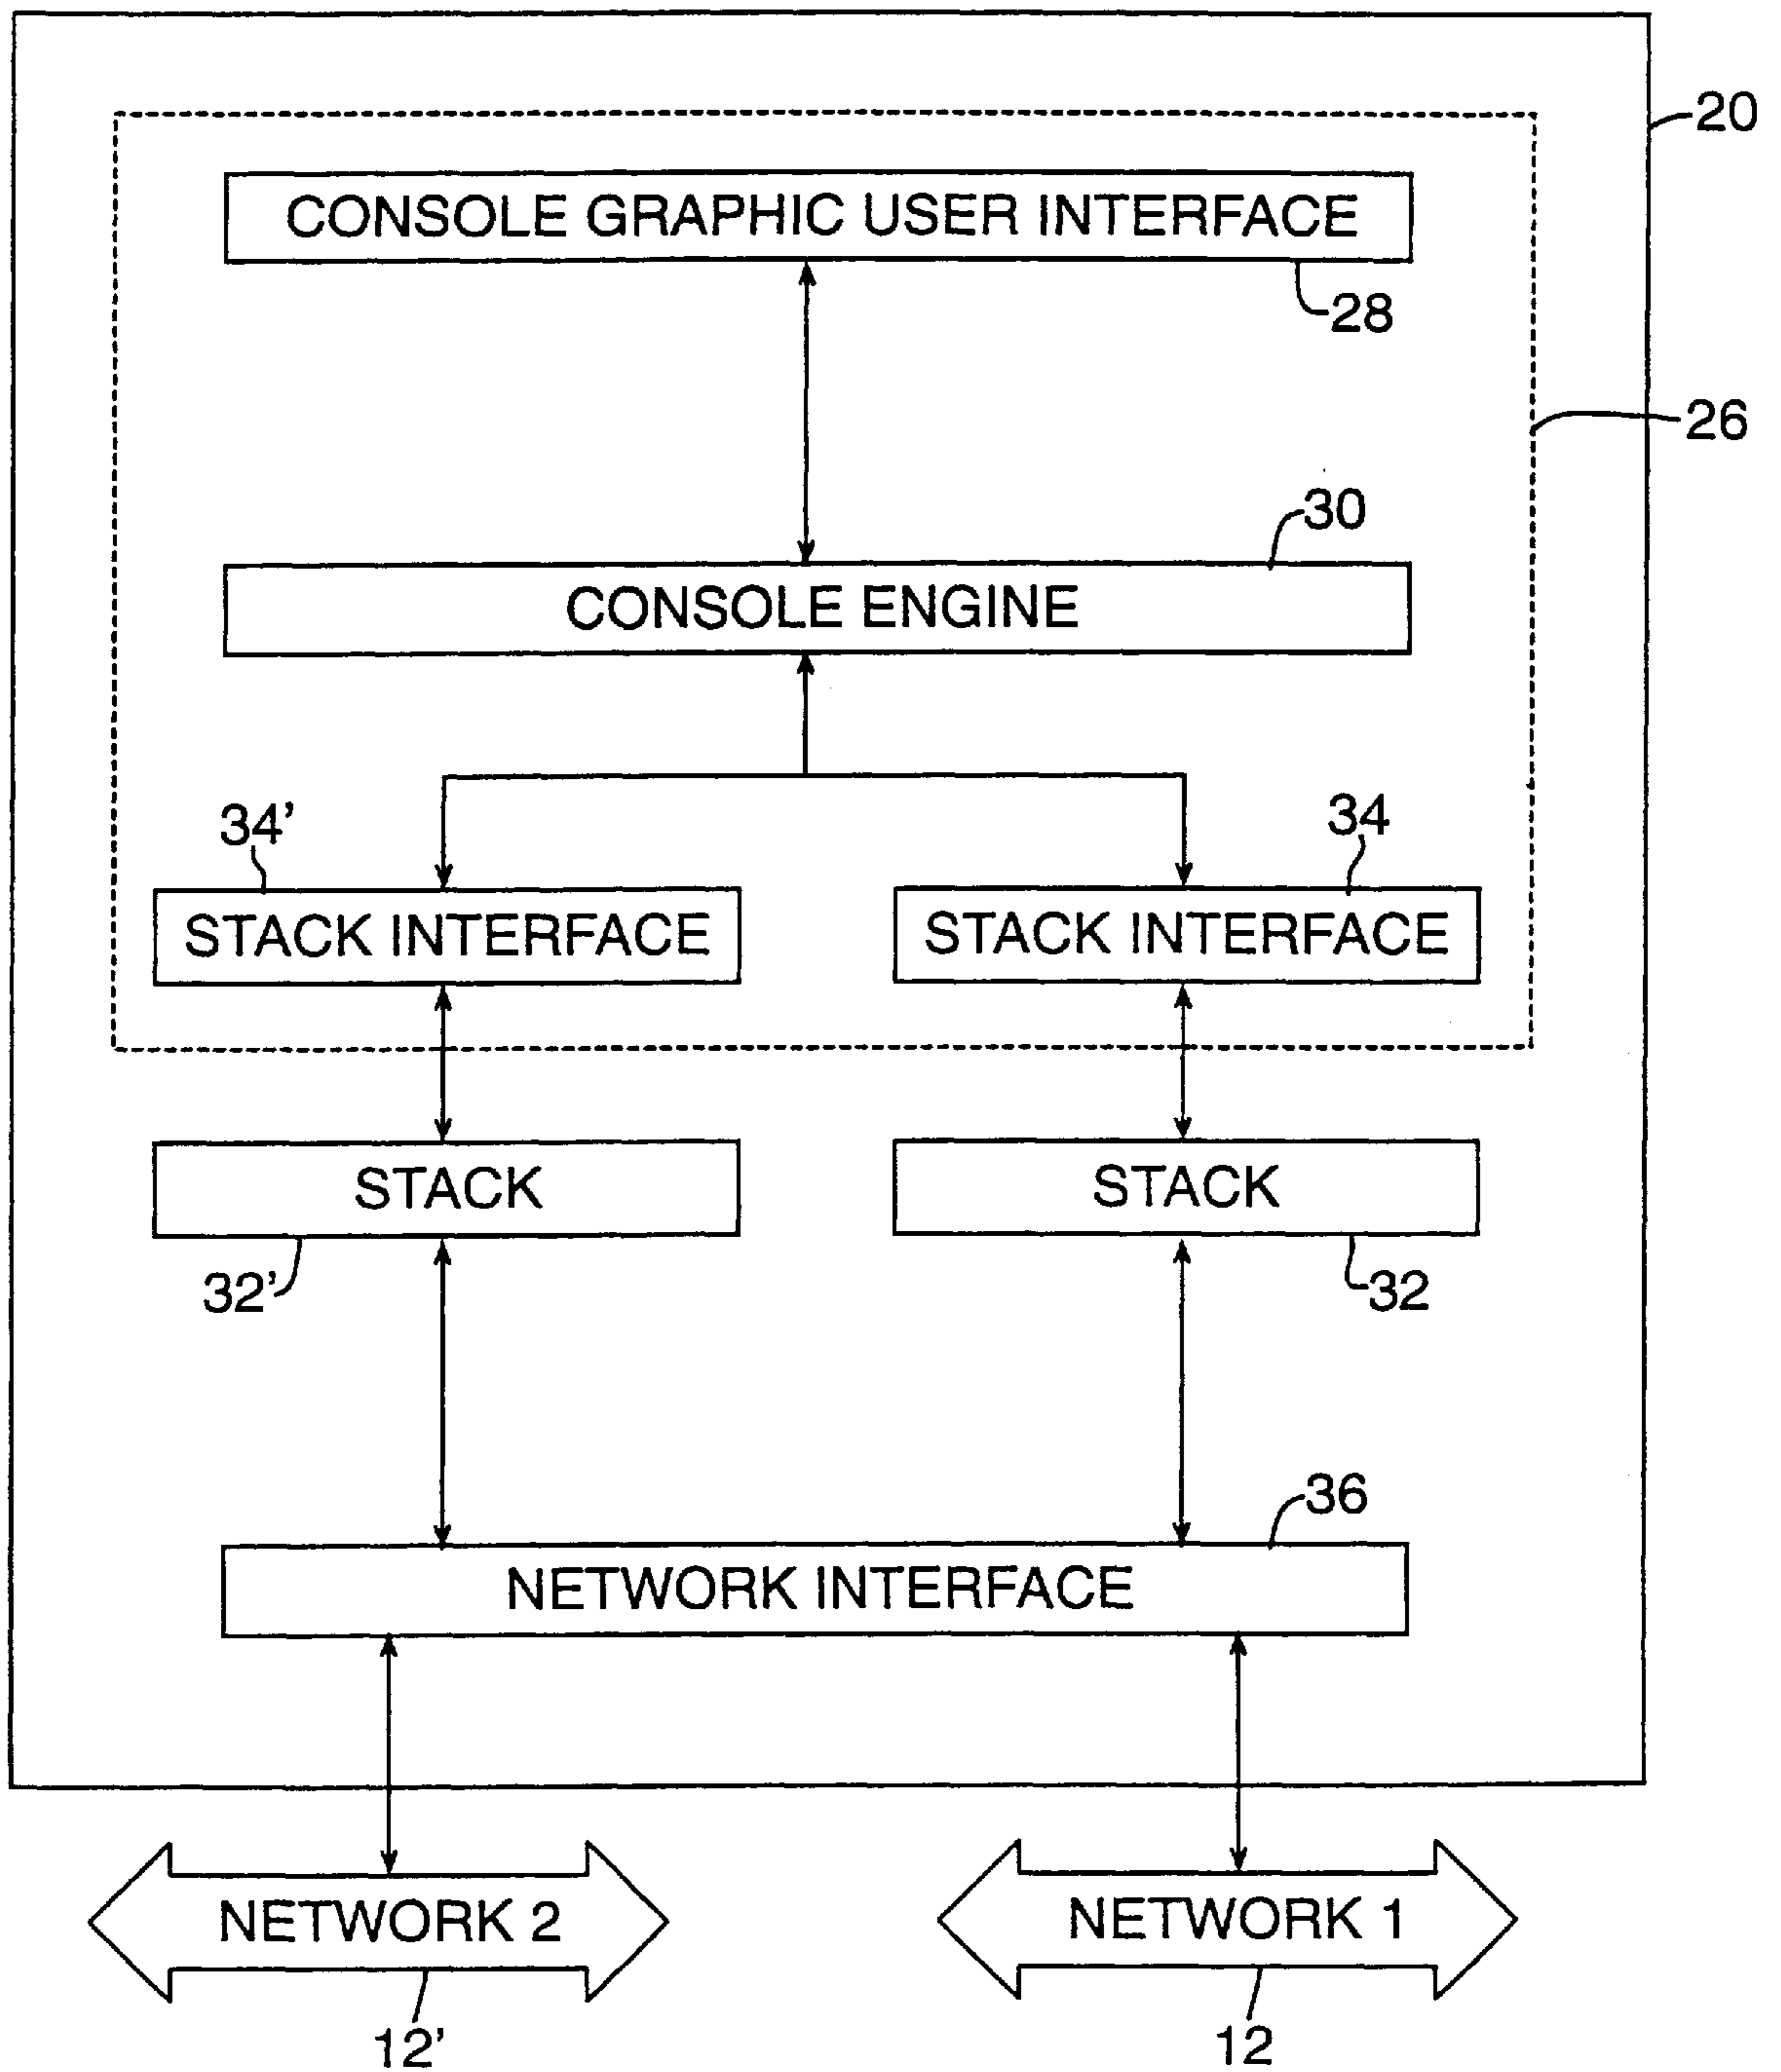 20
CONSOLE GRAPHIC USER INTERFACE
28
26
30
CONSOLE ENGINE
34’
34
STACK INTERFACE
STACK INTERFACE
STACK
STACK
32’
32
36
NETWORK INTERFACE
NETWORK 2
NETWORK 1
12’
12